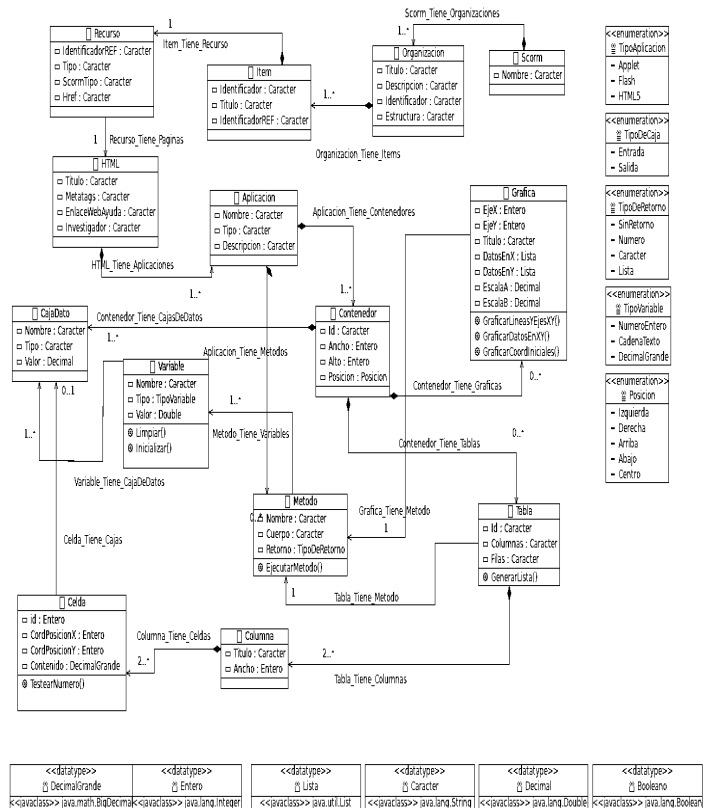 Scorm_Tiene_Organizaciones
1
Item_Tiene_Recurso
1..*
Recurso
IdentificadorREF : Caracter
Tipo : Caracter
ScormTipo : Caracter
Href : Caracter
Item
Identificador : Caracter
Titulo : Caracter
IdentificadorREF : Caracter
1..*
Organizacion
Titulo : Caracter
Descripcion : Caracter
Identificador : Caracter
Estructura : Caracter
Scorm
Nombre : Caracter
Organizacion_Tiene_Items
<<enumeration>>
TipoAplicacion
Applet
Flash
HTML5
<<enumeration>>
TipoDeCaja
Entrada
Salida
<<enumeration>>
TipoDeRetorno
SinRetorno
Numero
Caracter
Lista
<<enumeration>>
TipoVariable
NumeroEntero
CadenaTexto
DecimalGrande
<<enumeration>>
Posicion
Izquierda
Derecha
Arriba
Abajo
Centro
1
Recurso_Tiene_Paginas
HTML
Titulo : Caracter
Metatags : Caracter
EnlaceWebAyuda : Caracter
Investigador : Caracter
HTML_Tiene_Aplicaciones
1..*
Aplicacion
Nombre : Caracter
Tipo : Caracter
Descripcion : Caracter
Aplicacion_Tiene_Contenedores
1..*
Grafica
EjeX : Entero
EjeY : Entero
Titulo : Caracter
DatosEnX : Lista
DatosEnY : Lista
EscalaA : Decimal
EscalaB : Decimal
GraficarLineasYEjesXY()
GraficarDatosEnXY()
GraficarCoordIniciales()
CajaDato
Nombre : Caracter
Tipo : Caracter
Valor : Decimal
Contenedor_Tiene_CajasDeDatos
1..*
Contenedor
Id : Caracter
Ancho : Entero
Alto : Entero
Posicion : Posicion
Aplicacion_Tiene_Metodos
Variable
Nombre : Caracter
Tipo : TipoVariable
Valor : Double
Limpiar()
Inicializar()
Contenedor_Tiene_Graficas
0..*
0..1
1..*
1..*
Metodo_Tiene_Variables
Contenedor_Tiene_Tablas
0..*
Variable_Tiene_CajaDeDatos
Celda_Tiene_Cajas
Metodo
Nombre : Caracter
Cuerpo : Caracter
Retorno : TipoDeRetorno
EjecutarMetodo()
Grafica_Tiene_Metodo
1
Tabla
Id : Caracter
Columnas : Caracter
Filas : Caracter
GenerarLista()
1
Tabla_Tiene_Metodo
Celda
id : Entero
CordPosicionX : Entero
CordPosicionY : Entero
Contenido : DecimalGrande
TestearNumero()
Columna_Tiene_Celdas
2..*
Columna
Titulo : Caracter
Ancho : Entero
2..*
Tabla_Tiene_Columnas
<<datatype>>
DecimalGrande
<<javaclass>> java.math.BigDecimal
<<datatype>>
Entero
<<javaclass>> java.lang.Integer
<<datatype>>
Lista
<<javaclass>> java.util.List
<<datatype>>
Caracter
<<javaclass>> java.lang.String
<<datatype>>
Decimal
<<javaclass>> java.lang.Double
<<datatype>>
Booleano
<<javaclass>> java.lang.Boolean